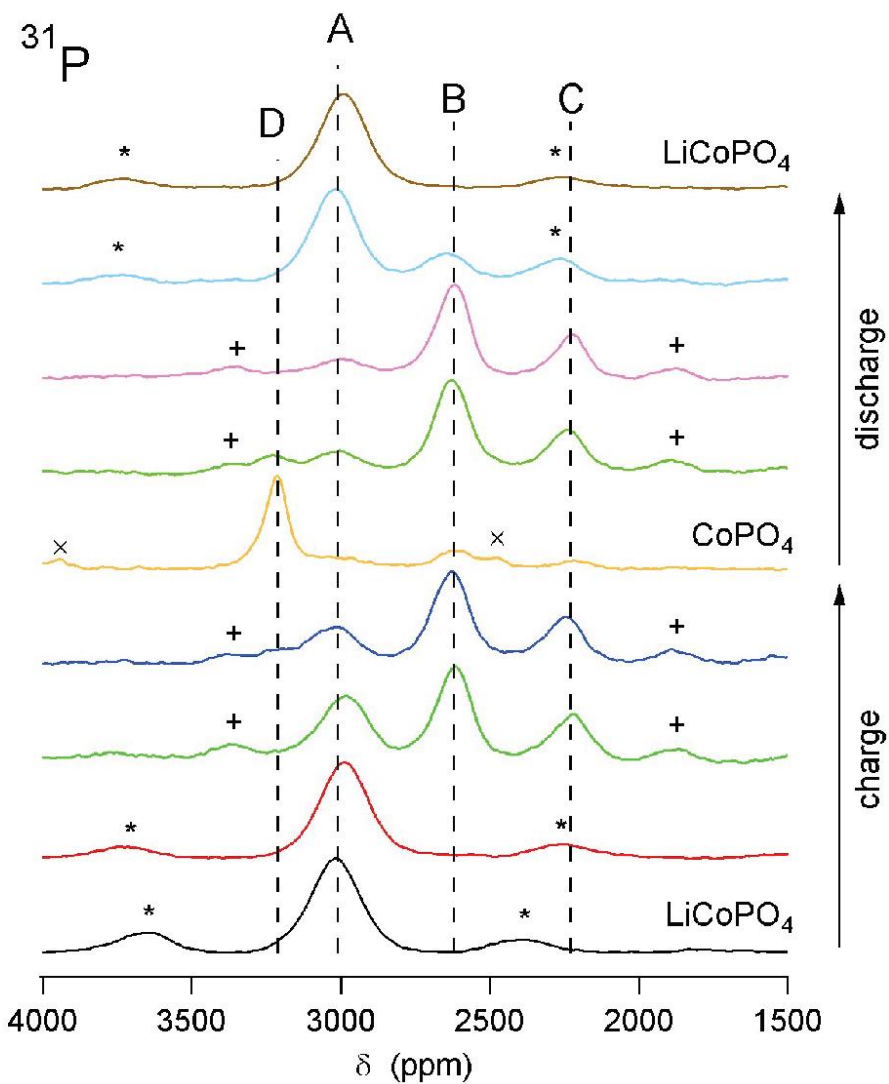 ³¹P
A
D
B
C
* * LiCoPO₄
* *
+ +
+ +
× × CoPO₄
+ +
+ +
* *
* * LiCoPO₄
discharge
charge
4000 3500 3000 2500 2000 1500
δ (ppm)